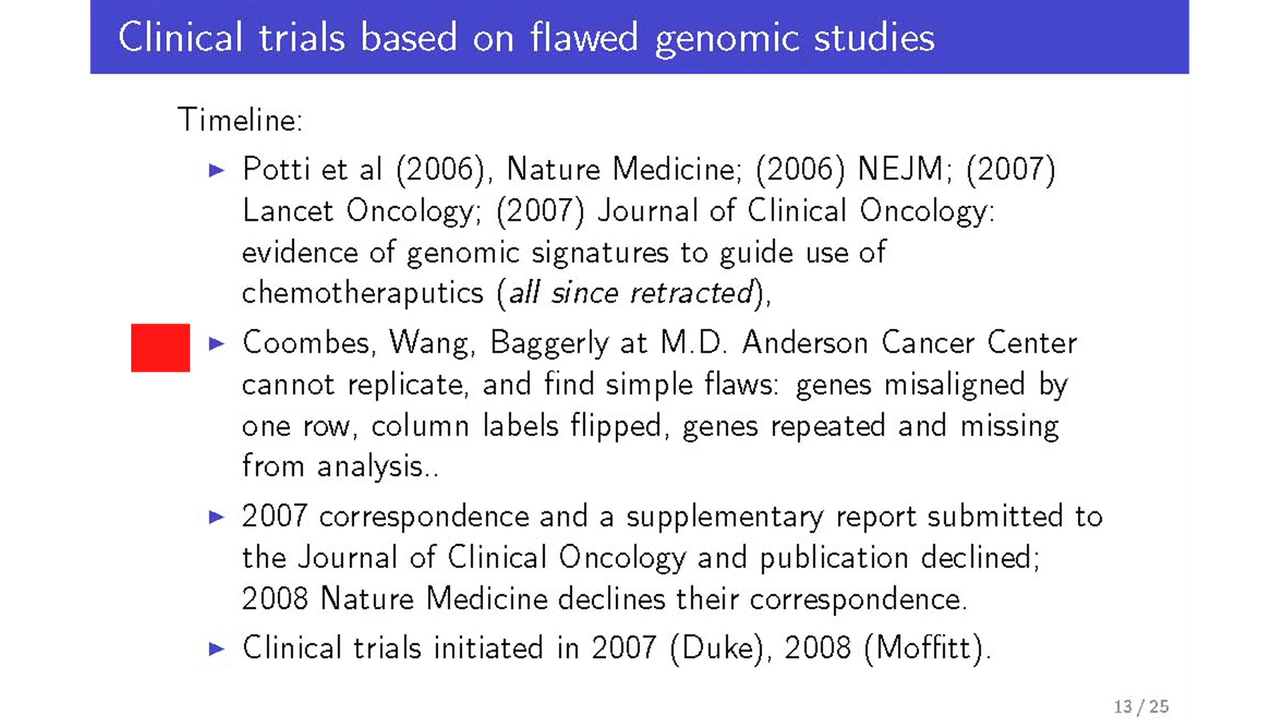 Clinical trials based on flawed genomic studies
Timeline:
Potti et al (2006), Nature Medicine; (2006) NEJM; (2007)
Lancet Oncology; (2007) Journal of Clinical Oncology:
evidence of genomic signatures to guide use of
chemotheraputics (all since retracted),
Coombes, Wang, Baggerly at M.D. Anderson Cancer Center
cannot replicate, and find simple flaws: genes misaligned by
one row, column labels flipped, genes repeated and missing
from analysis..
2007 correspondence and a supplementary report submitted to
the Journal of Clinical Oncology and publication declined;
2008 Nature Medicine declines their correspondence.
Clinical trials initiated in 2007 (Duke), 2008 (Moffitt).
13 / 25